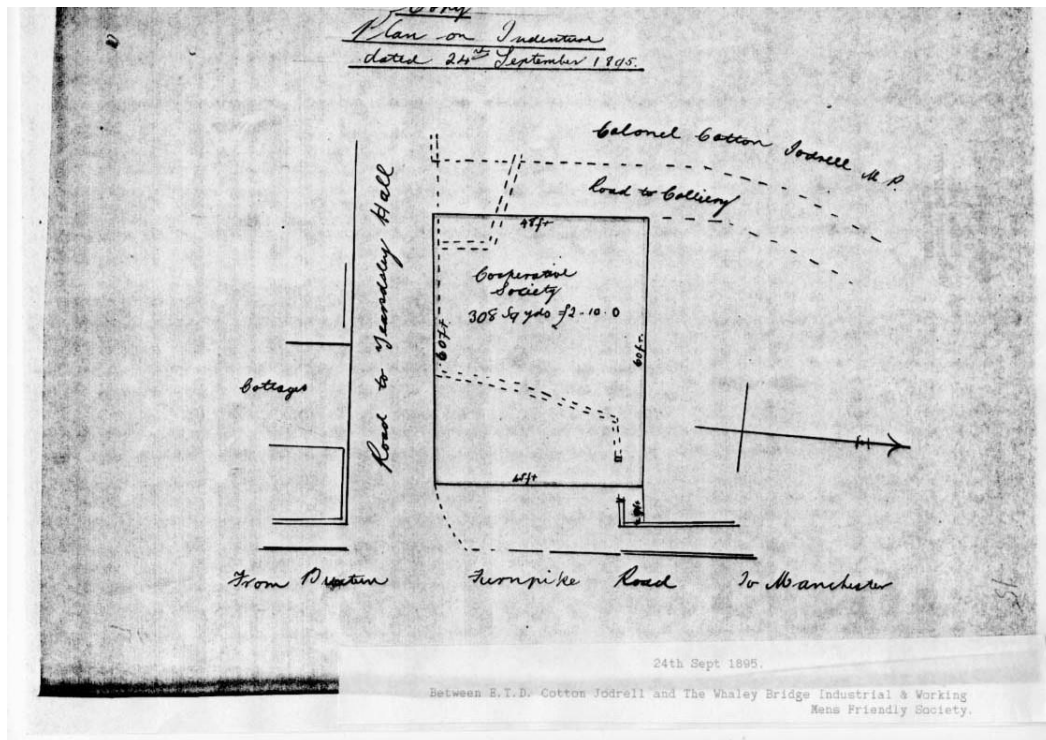 Copy
Plan on Indenture
dated 24th September 1895.
Colonel Cotton Jodrell M.P.
Road to Colliery
48ft
Road to Yeardsley Hall
Cooperative
Society
308 Sq yds £2-10-0
60ft
60ft.
Cottages
48ft
From Buxton
Turnpike Road
To Manchester
24th Sept 1895.
Between E.T.D. Cotton Jodrell and The Whaley Bridge Industrial & Working
Mens Friendly Society.